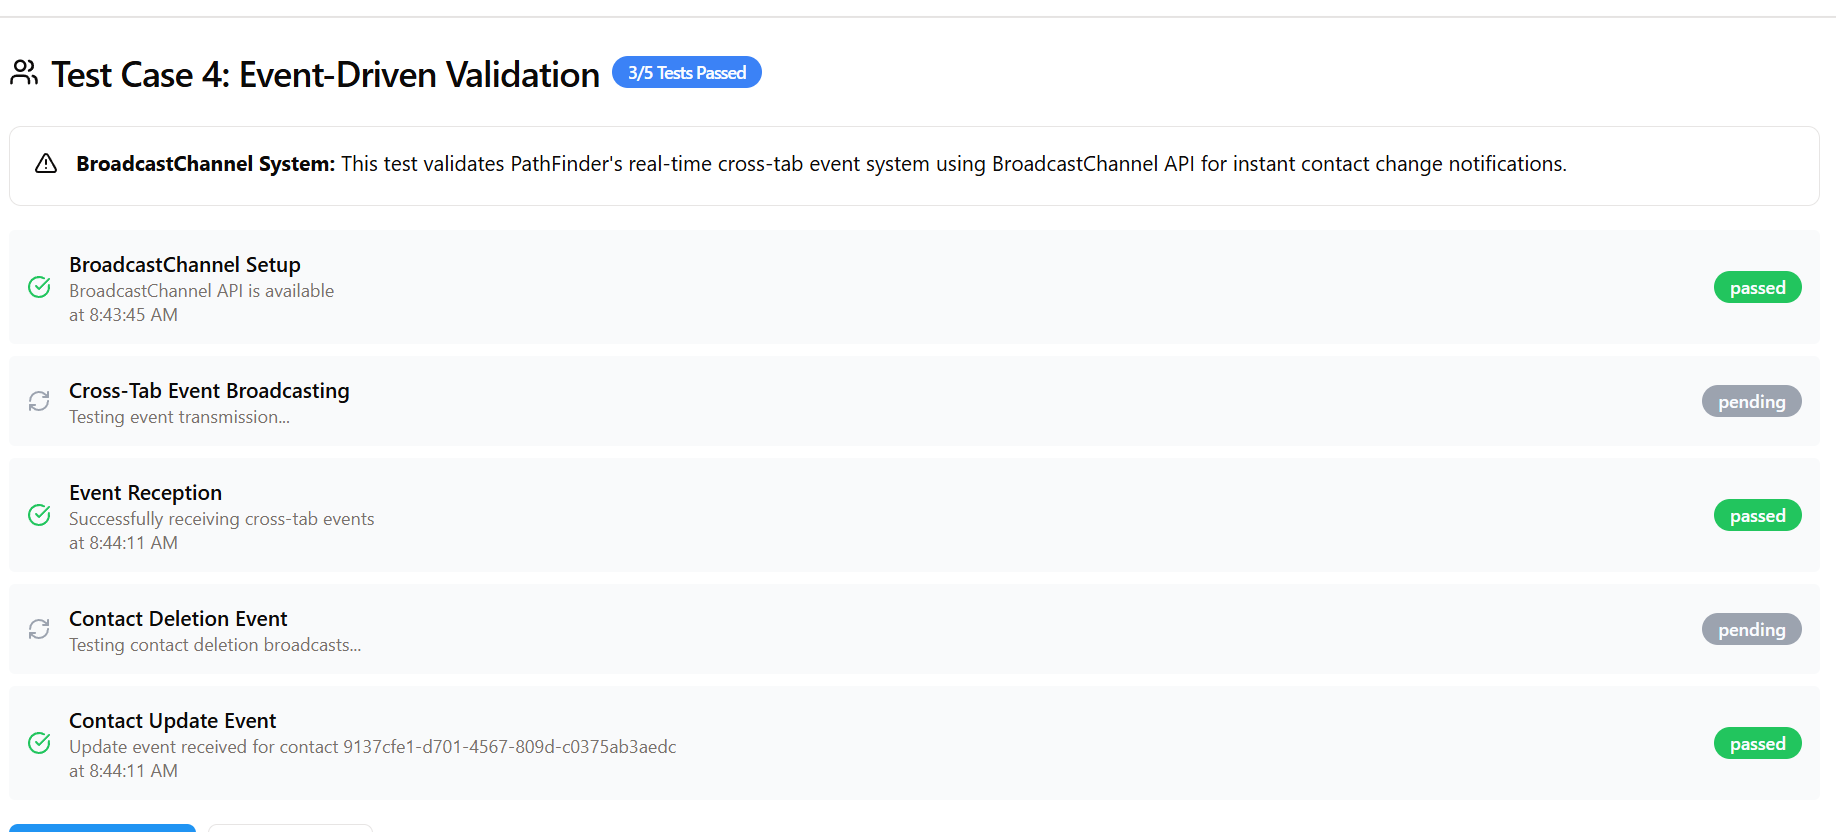 Test Case 4: Event-Driven Validation
3/5 Tests Passed
BroadcastChannel System: This test validates PathFinder's real-time cross-tab event system using BroadcastChannel API for instant contact change notifications.
BroadcastChannel Setup
BroadcastChannel API is available
at 8:43:45 AM
passed
Cross-Tab Event Broadcasting
Testing event transmission...
pending
Event Reception
Successfully receiving cross-tab events
at 8:44:11 AM
passed
Contact Deletion Event
Testing contact deletion broadcasts...
pending
Contact Update Event
Update event received for contact 9137cfe1-d701-4567-809d-c0375ab3aedc
at 8:44:11 AM
passed